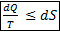 dQ/T ≤ dS